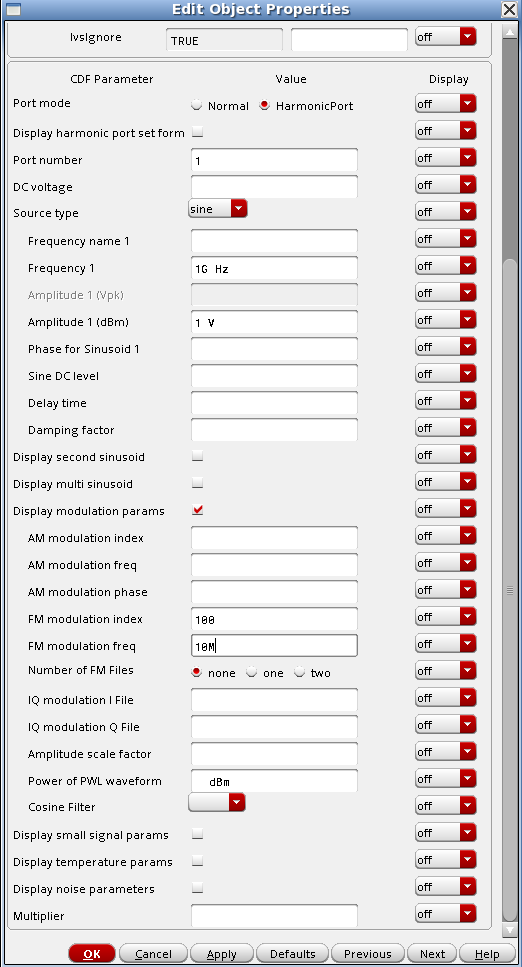 Edit Object Properties
lvsIgnore TRUE off
CDF Parameter Value Display
Port mode Normal HarmonicPort off
Display harmonic port set form off
Port number 1 off
DC voltage off
Source type sine off
Frequency name 1 off
Frequency 1 1G Hz off
Amplitude 1 (Vpk) off
Amplitude 1 (dBm) 1 V off
Phase for Sinusoid 1 off
Sine DC level off
Delay time off
Damping factor off
Display second sinusoid off
Display multi sinusoid off
Display modulation params off
AM modulation index off
AM modulation freq off
AM modulation phase off
FM modulation index 100 off
FM modulation freq 10M off
Number of FM Files none one two off
IQ modulation I File off
IQ modulation Q File off
Amplitude scale factor off
Power of PWL waveform dBm off
Cosine Filter off
Display small signal params off
Display temperature params off
Display noise parameters off
Multiplier off
OK Cancel Apply Defaults Previous Next Help